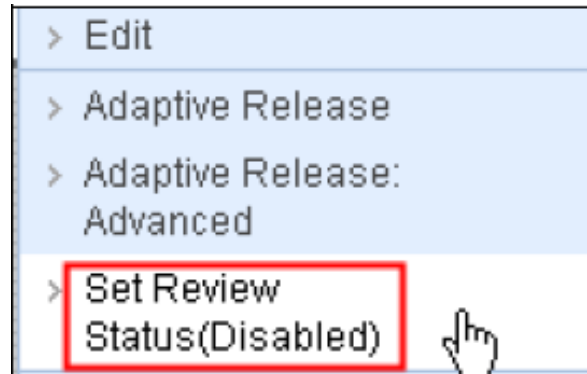 > Edit
> Adaptive Release
> Adaptive Release:
Advanced
> Set Review
Status(Disabled)